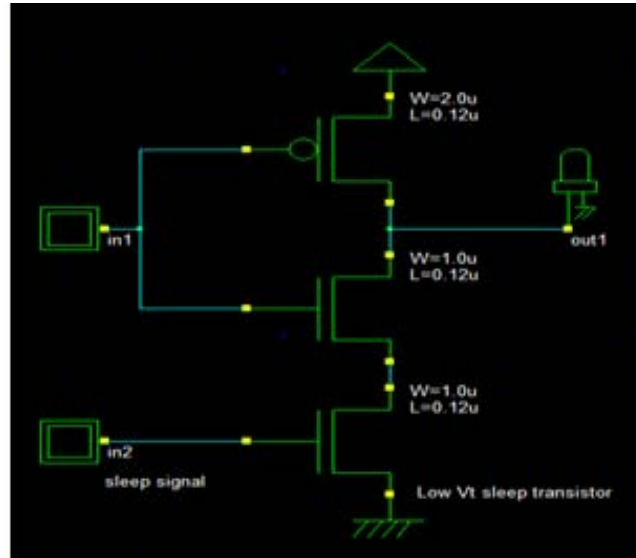 W=2.0u
L=0.12u
in1
out1
W=1.0u
L=0.12u
W=1.0u
L=0.12u
in2
sleep signal
Low Vt sleep transistor